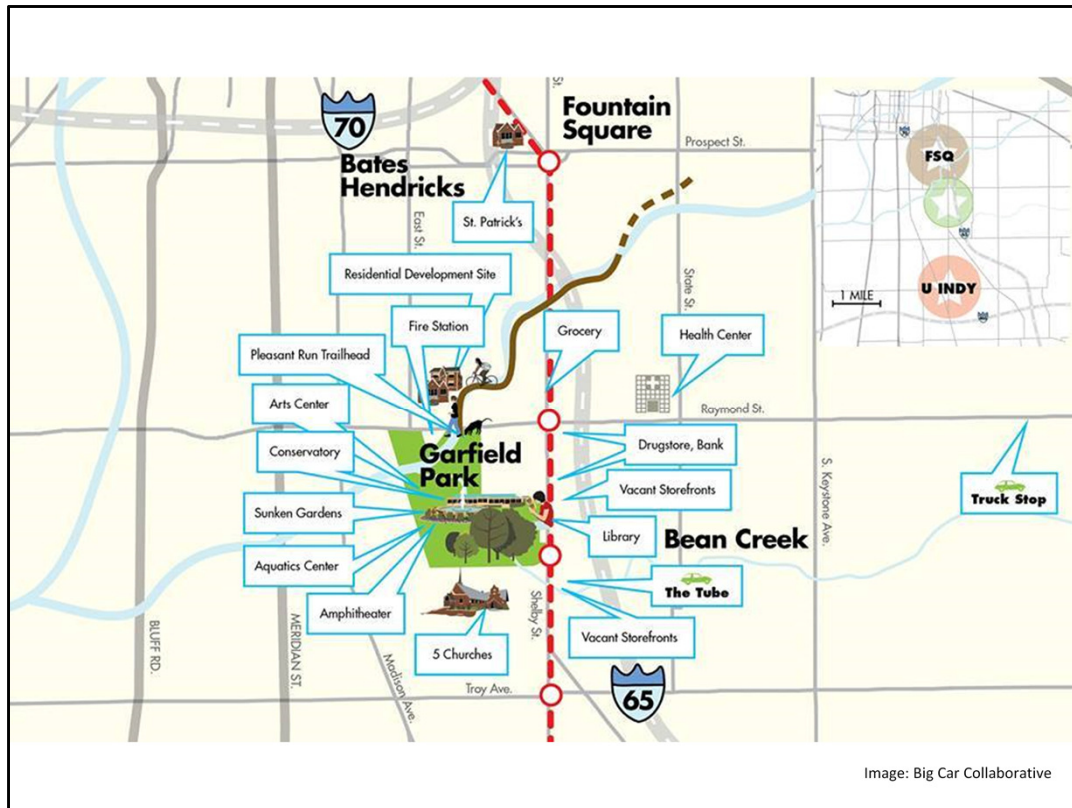 St.
Fountain
Square
70
Prospect St.
Bates
Hendricks
FSQ
East St.
St. Patrick's
Residential Development Site
State St.
U INDY
1 MILE
Fire Station
Grocery
Health Center
Pleasant Run Trailhead
Arts Center
Raymond St.
Conservatory
Garfield
Park
Drugstore, Bank
Vacant Storefronts
Truck Stop
Sunken Gardens
Library
Bean Creek
S. Keystone Ave.
Aquatics Center
The Tube
Amphitheater
Shelby St.
Vacant Storefronts
BLUFF RD.
MERIDIAN ST.
5 Churches
Madison Ave.
Troy Ave.
65
Image: Big Car Collaborative